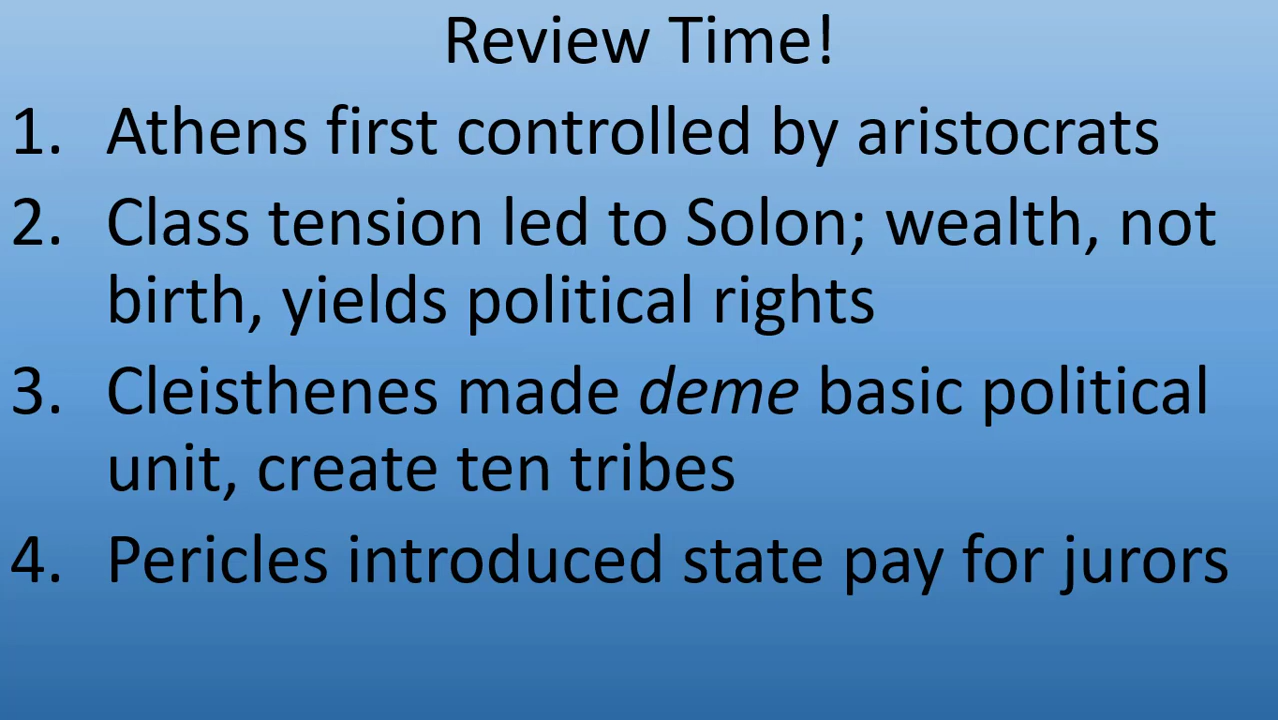 Review Time!
1. Athens first controlled by aristocrats
2. Class tension led to Solon; wealth, not
birth, yields political rights
3. Cleisthenes made deme basic political
unit, create ten tribes
4. Pericles introduced state pay for jurors